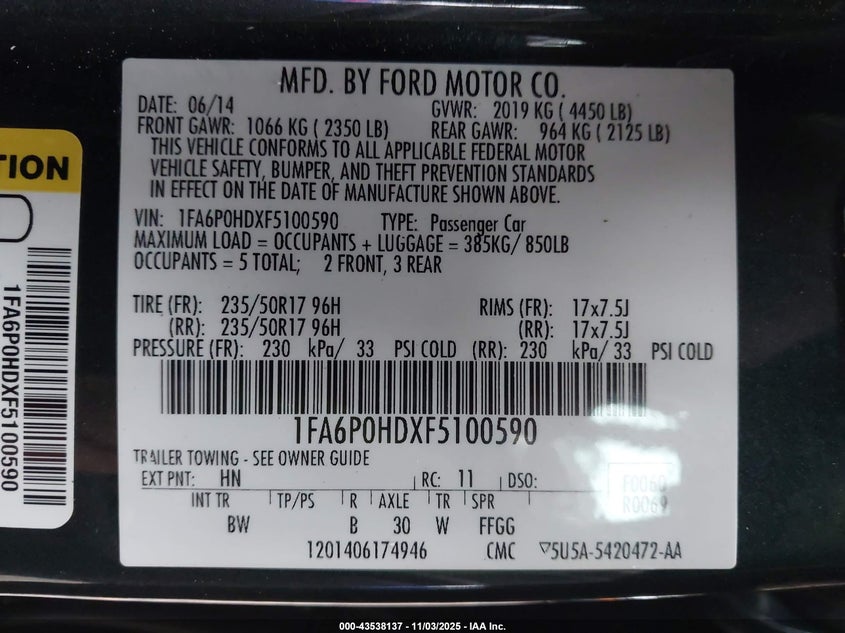 MFD. BY FORD MOTOR CO.
DATE: 06/14 GVWR: 2019 KG ( 4450 LB)
FRONT GAWR: 1066 KG ( 2350 LB) REAR GAWR: 964 KG ( 2125 LB)
THIS VEHICLE CONFORMS TO ALL APPLICABLE FEDERAL MOTOR
VEHICLE SAFETY, BUMPER, AND THEFT PREVENTION STANDARDS
IN EFFECT ON THE DATE OF MANUFACTURE SHOWN ABOVE.
VIN: 1FA6P0HDXF5100590 TYPE: Passenger Car
MAXIMUM LOAD = OCCUPANTS + LUGGAGE = 385KG/ 850LB
OCCUPANTS = 5 TOTAL; 2 FRONT, 3 REAR
TIRE (FR): 235/50R17 96H RIMS (FR): 17x7.5J
(RR): 235/50R17 96H (RR): 17x7.5J
PRESSURE (FR): 230 kPa/ 33 PSI COLD (RR): 230 kPa/ 33 PSI COLD
1FA6P0HDXF5100590
TRAILER TOWING - SEE OWNER GUIDE
EXT PNT: HN RC: 11 DSO: F0060
R0069
INT TR TP/PS R AXLE TR SPR
BW B 30 W FFGG
1201406174946 CMC 5U5A-5420472-AA
TION
1FA6P0HDXF5100590
000-43538137 - 11/03/2025 - IAA Inc.